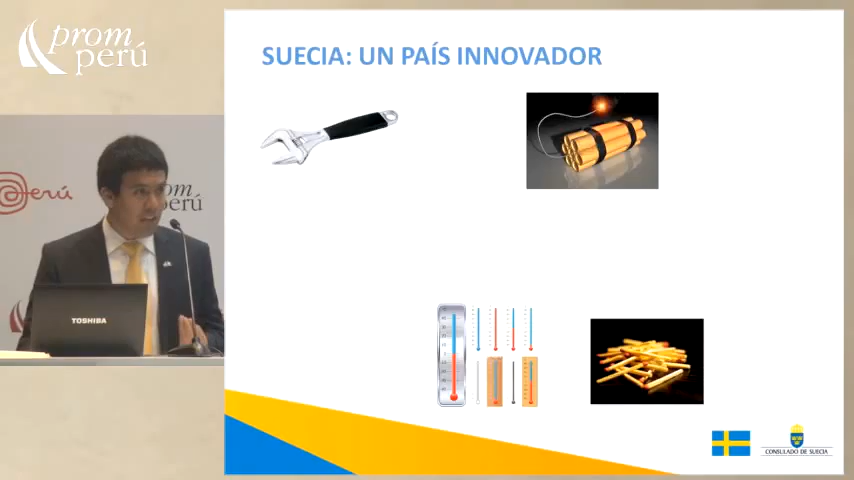 prom
perú
SUECIA: UN PAÍS INNOVADOR
Perú
prom
perú
TOSHIBA
CONSULADO DE SUECIA